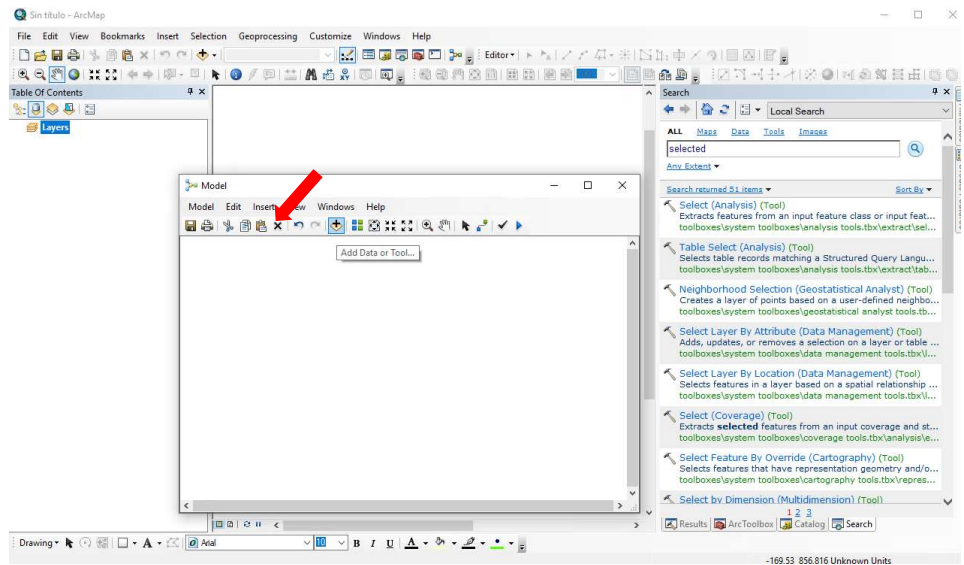 Sin título - ArcMap
File Edit View Bookmarks Insert Selection Geoprocessing Customize Windows Help
Editor
Table Of Contents
Layers
Search
Local Search
ALL Maps Data Tools Images
selected
Any Extent
Search returned 51 items Sort By
Select (Analysis) (Tool)
Extracts features from an input feature class or input feat...
toolboxes\system toolboxes\analysis tools.tbx\extract\sel...
Table Select (Analysis) (Tool)
Selects table records matching a Structured Query Langu...
toolboxes\system toolboxes\analysis tools.tbx\extract\tab...
Neighborhood Selection (Geostatistical Analyst) (Tool)
Creates a layer of points based on a user-defined neighbo...
toolboxes\system toolboxes\geostatistical analyst tools.tb...
Select Layer By Attribute (Data Management) (Tool)
Adds, updates, or removes a selection on a layer or table ...
toolboxes\system toolboxes\data management tools.tbx\l...
Select Layer By Location (Data Management) (Tool)
Selects features in a layer based on a spatial relationship ...
toolboxes\system toolboxes\data management tools.tbx\l...
Select (Coverage) (Tool)
Extracts selected features from an input coverage and st...
toolboxes\system toolboxes\coverage tools.tbx\analysis\e...
Select Feature By Override (Cartography) (Tool)
Selects features that have representation geometry and/o...
toolboxes\system toolboxes\cartography tools.tbx\repres...
Select by Dimension (Multidimension) (Tool)
1 2 3
Results ArcToolbox Catalog Search
Model
Model Edit Insert Windows Help
Add Data or Tool...
Drawing A Arial 10 B I U A
-169.53 856.816 Unknown Units